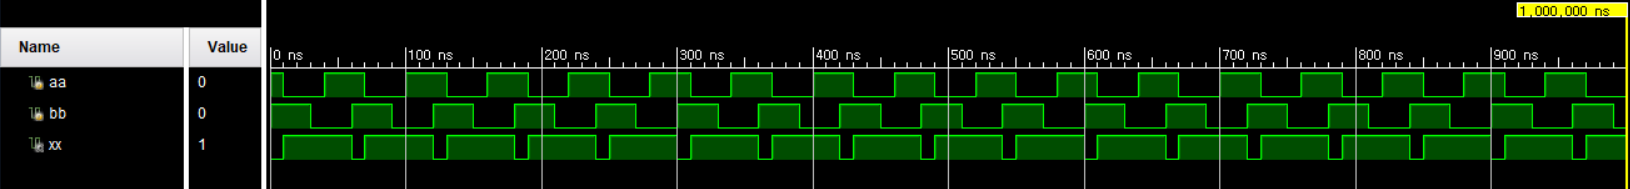 1,000,000 ns
Name Value
0 ns 100 ns 200 ns 300 ns 400 ns 500 ns 600 ns 700 ns 800 ns 900 ns
aa 0
bb 0
xx 1